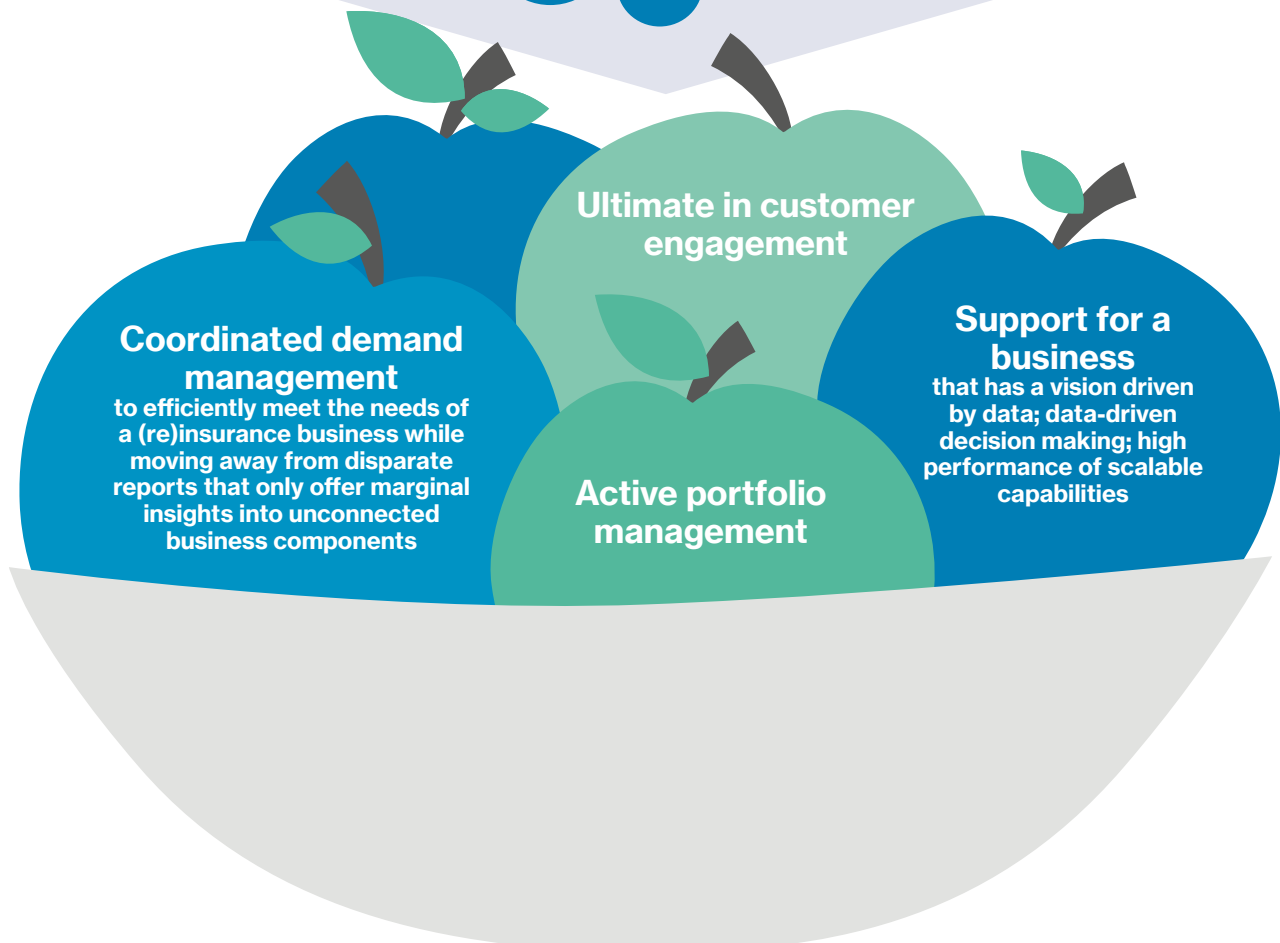 Ultimate in customer
engagement
Coordinated demand
management
to efficiently meet the needs of
a (re)insurance business while
moving away from disparate
reports that only offer marginal
insights into unconnected
business components
Active portfolio
management
Support for a
business
that has a vision driven
by data; data-driven
decision making; high
performance of scalable
capabilities